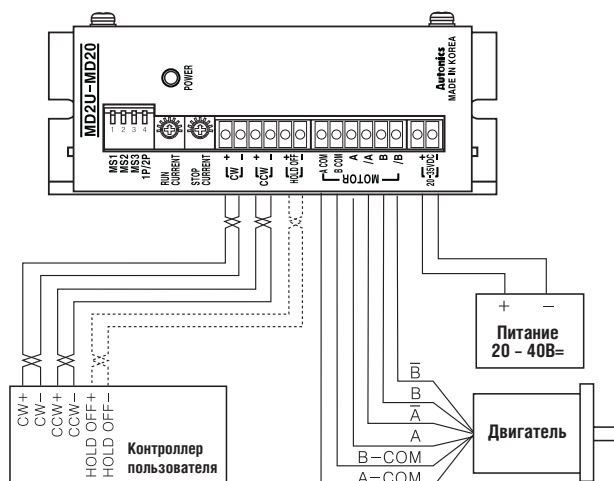 MD2U-MD20
POWER
Autonics
MADE IN KOREA
1 2 3 4
MS1
MS2
MS3
1P/2P
RUN
CURRENT
STOP
CURRENT
+ -
CW
+ -
CCW
+ -
HOLD OFF
A COM
B COM
A
/A
B
/B
MOTOR
+ -
20-35VDC
+ −
Питание
20 - 40В=
CW+
CW-
CCW+
CCW-
HOLD OFF+
HOLD OFF-
Контроллер
пользователя
B̅
B
A̅
A
B-COM
A-COM
Двигатель